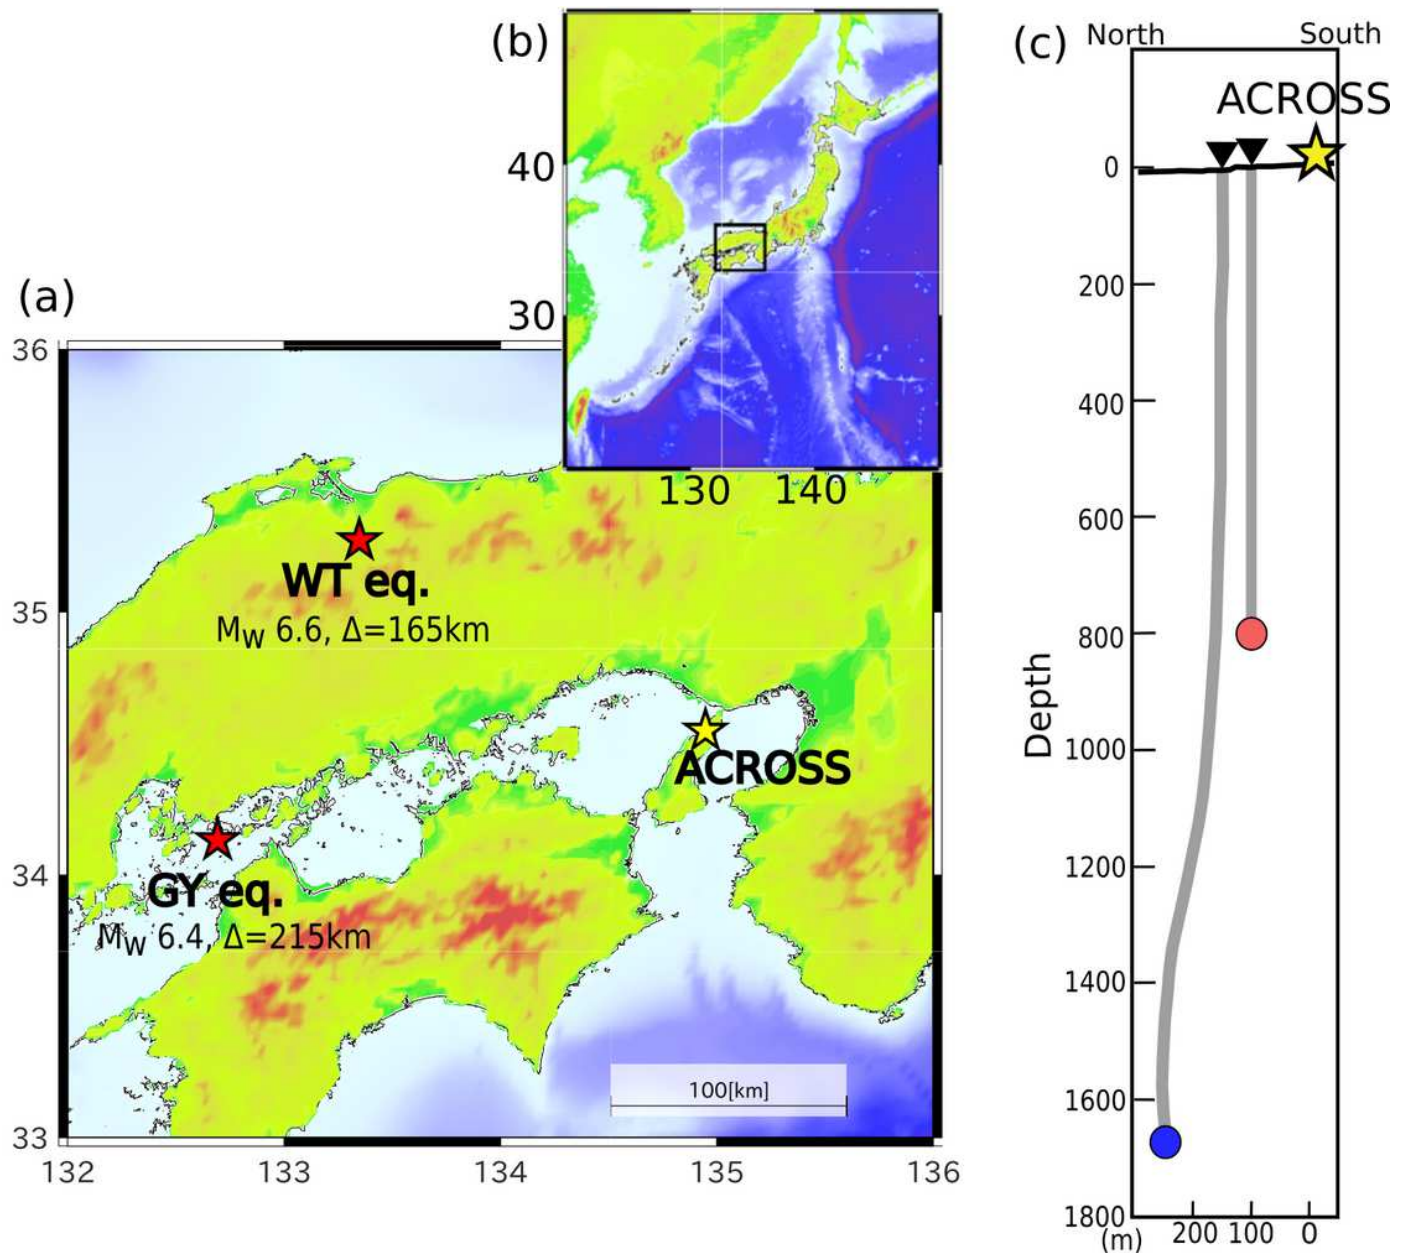 (a)
36
35
34
33
132
133
134
135
136
WT eq.
Mw 6.6, Δ=165km
ACROSS
GY eq.
Mw 6.4, Δ=215km
100[km]
(b)
40
30
130
140
(c)
North
South
ACROSS
0
200
400
600
800
1000
1200
1400
1600
1800
Depth
(m)
200
100
0